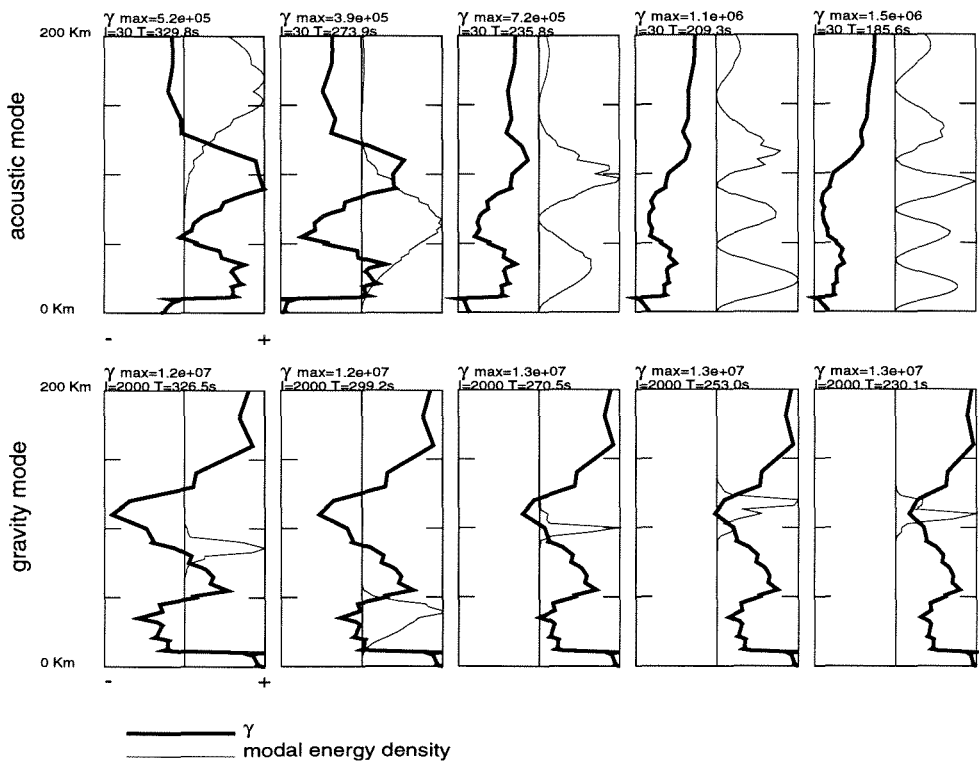 γ max=5.2e+05 γ max=3.9e+05 γ max=7.2e+05 γ max=1.1e+06 γ max=1.5e+06
200 Km l=30 T=329.8s l=30 T=273.9s l=30 T=235.8s l=30 T=209.3s l=30 T=185.6s
acoustic mode
0 Km
- +
γ max=1.2e+07 γ max=1.2e+07 γ max=1.3e+07 γ max=1.3e+07 γ max=1.3e+07
200 Km l=2000 T=326.5s l=2000 T=299.2s l=2000 T=270.5s l=2000 T=253.0s l=2000 T=230.1s
gravity mode
0 Km
- +
γ
modal energy density